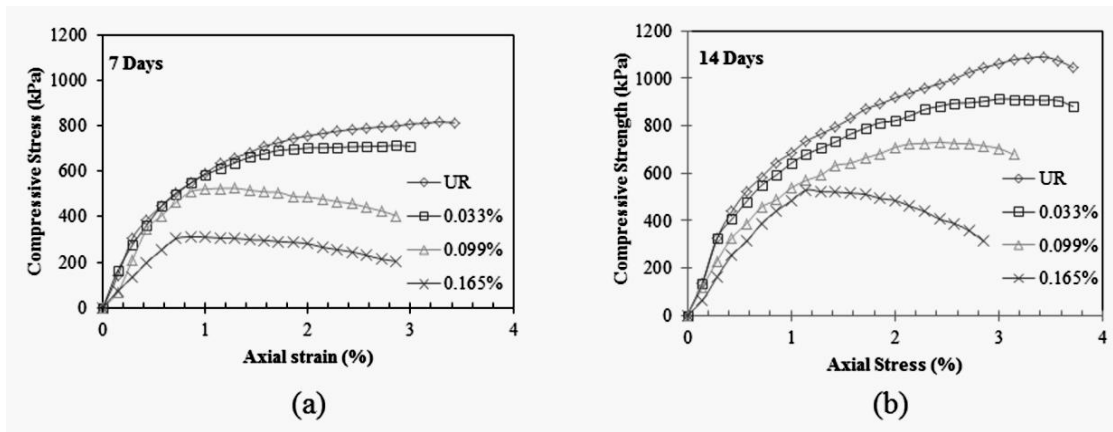 7 Days
Compressive Stress (kPa)
1200
1000
800
600
400
200
0
0 1 2 3 4
Axial strain (%)
UR
0.033%
0.099%
0.165%
(a)
14 Days
Compressive Strength (kPa)
1200
1000
800
600
400
200
0
0 1 2 3 4
Axial Stress (%)
UR
0.033%
0.099%
0.165%
(b)